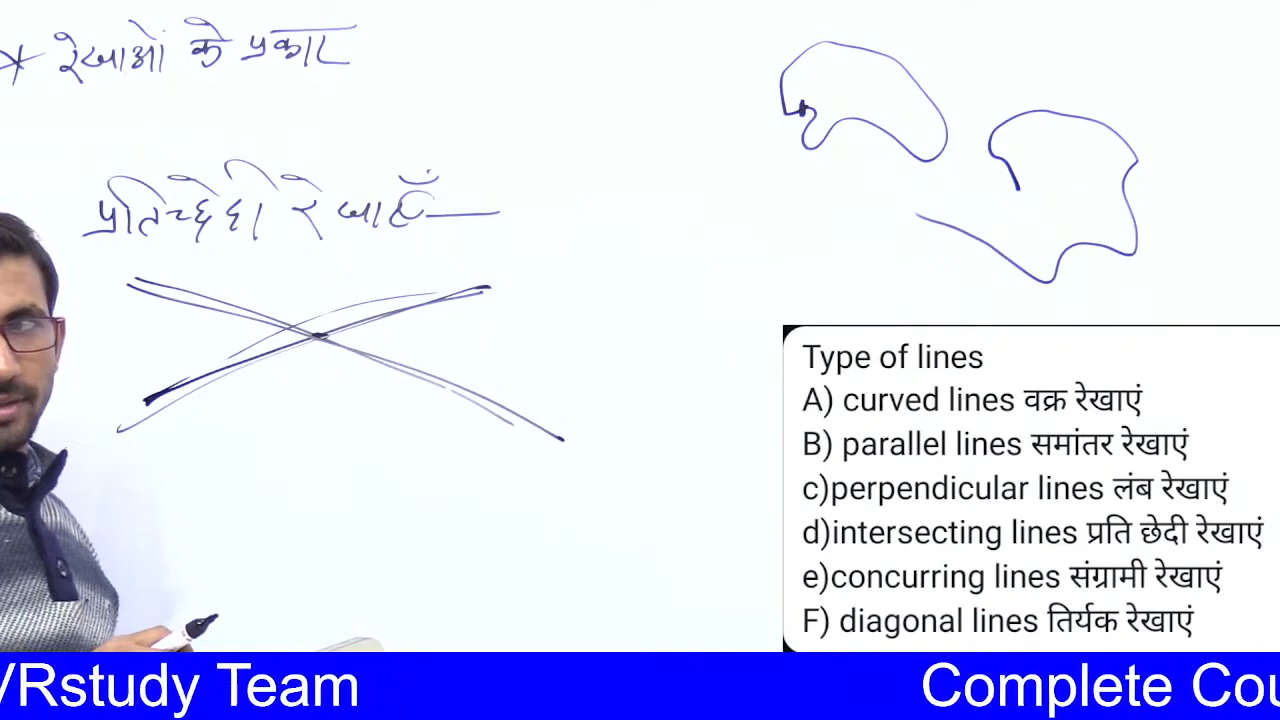 * रेखाओं के प्रकार
प्रतिच्छेदी रेखाएँ
Type of lines
A) curved lines वक्र रेखाएं
B) parallel lines समांतर रेखाएं
c)perpendicular lines लंब रेखाएं
d)intersecting lines प्रति छेदी रेखाएं
e)concurring lines संग्रामी रेखाएं
F) diagonal lines तिर्यक रेखाएं
VRstudy Team Complete Cou